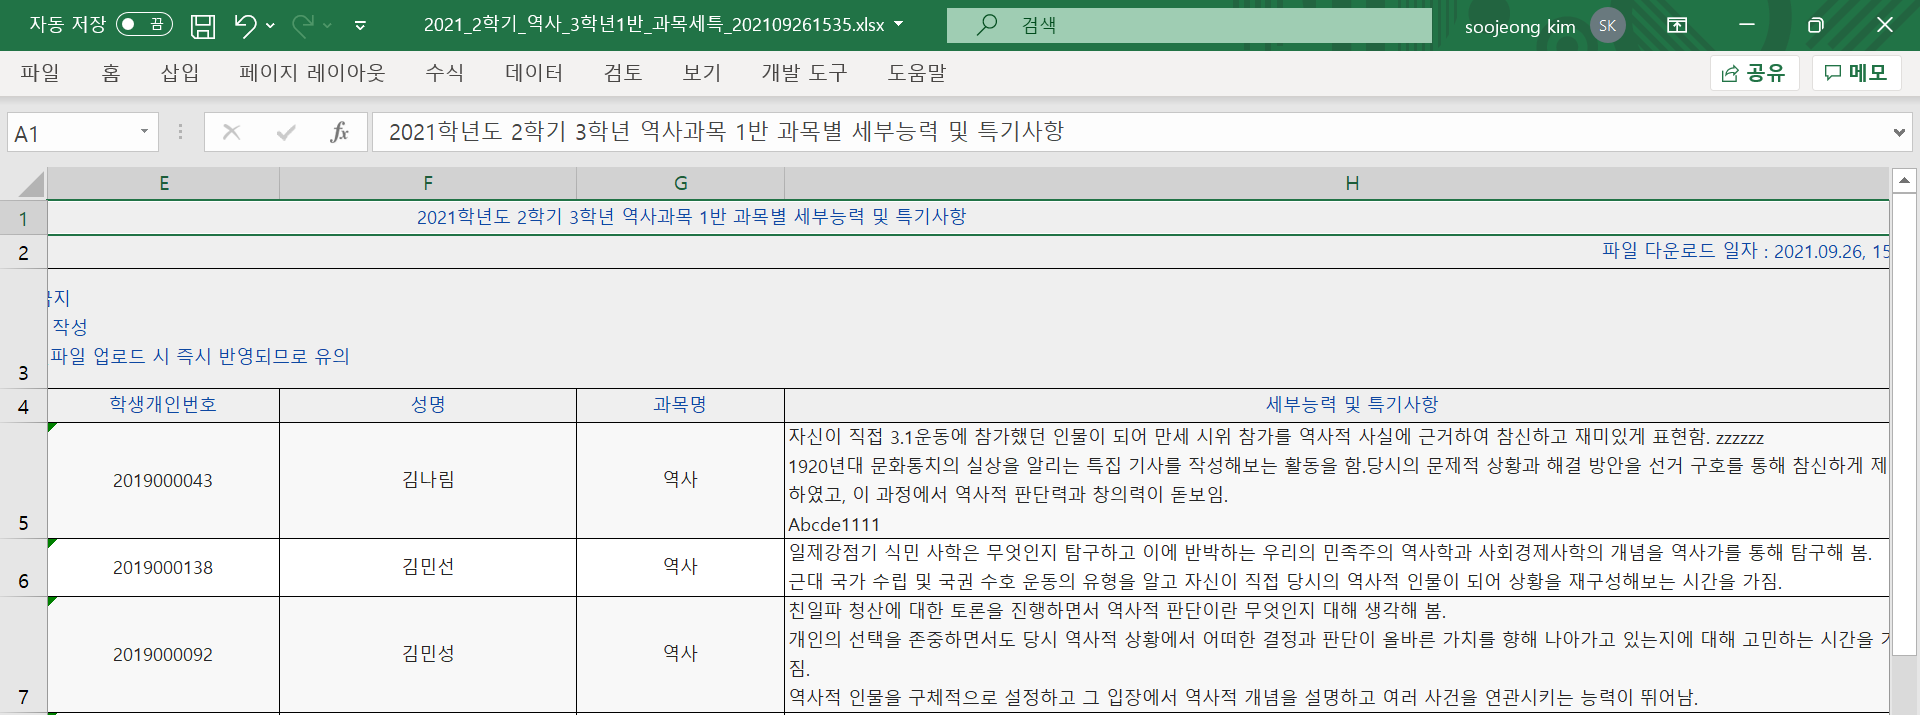 자동 저장 끔 2021_2학기_역사_3학년1반_과목세특_202109261535.xlsx 검색 soojeong kim SK
파일 홈 삽입 페이지 레이아웃 수식 데이터 검토 보기 개발 도구 도움말 공유 메모
A1 fx 2021학년도 2학기 3학년 역사과목 1반 과목별 세부능력 및 특기사항
E F G H
1 2021학년도 2학기 3학년 역사과목 1반 과목별 세부능력 및 특기사항
2 파일 다운로드 일자 : 2021.09.26, 15
지
작성
파일 업로드 시 즉시 반영되므로 유의
3
4 학생개인번호 성명 과목명 세부능력 및 특기사항
자신이 직접 3.1운동에 참가했던 인물이 되어 만세 시위 참가를 역사적 사실에 근거하여 참신하고 재미있게 표현함. zzzzzz
1920년대 문화통치의 실상을 알리는 특집 기사를 작성해보는 활동을 함.당시의 문제적 상황과 해결 방안을 선거 구호를 통해 참신하게 제
2019000043 김나림 역사 하였고, 이 과정에서 역사적 판단력과 창의력이 돋보임.
5 Abcde1111
일제강점기 식민 사학은 무엇인지 탐구하고 이에 반박하는 우리의 민족주의 역사학과 사회경제사학의 개념을 역사가를 통해 탐구해 봄.
6 2019000138 김민선 역사 근대 국가 수립 및 국권 수호 운동의 유형을 알고 자신이 직접 당시의 역사적 인물이 되어 상황을 재구성해보는 시간을 가짐.
친일파 청산에 대한 토론을 진행하면서 역사적 판단이란 무엇인지 대해 생각해 봄.
개인의 선택을 존중하면서도 당시 역사적 상황에서 어떠한 결정과 판단이 올바른 가치를 향해 나아가고 있는지에 대해 고민하는 시간을 가
2019000092 김민성 역사 짐.
7 역사적 인물을 구체적으로 설정하고 그 입장에서 역사적 개념을 설명하고 여러 사건을 연관시키는 능력이 뛰어남.